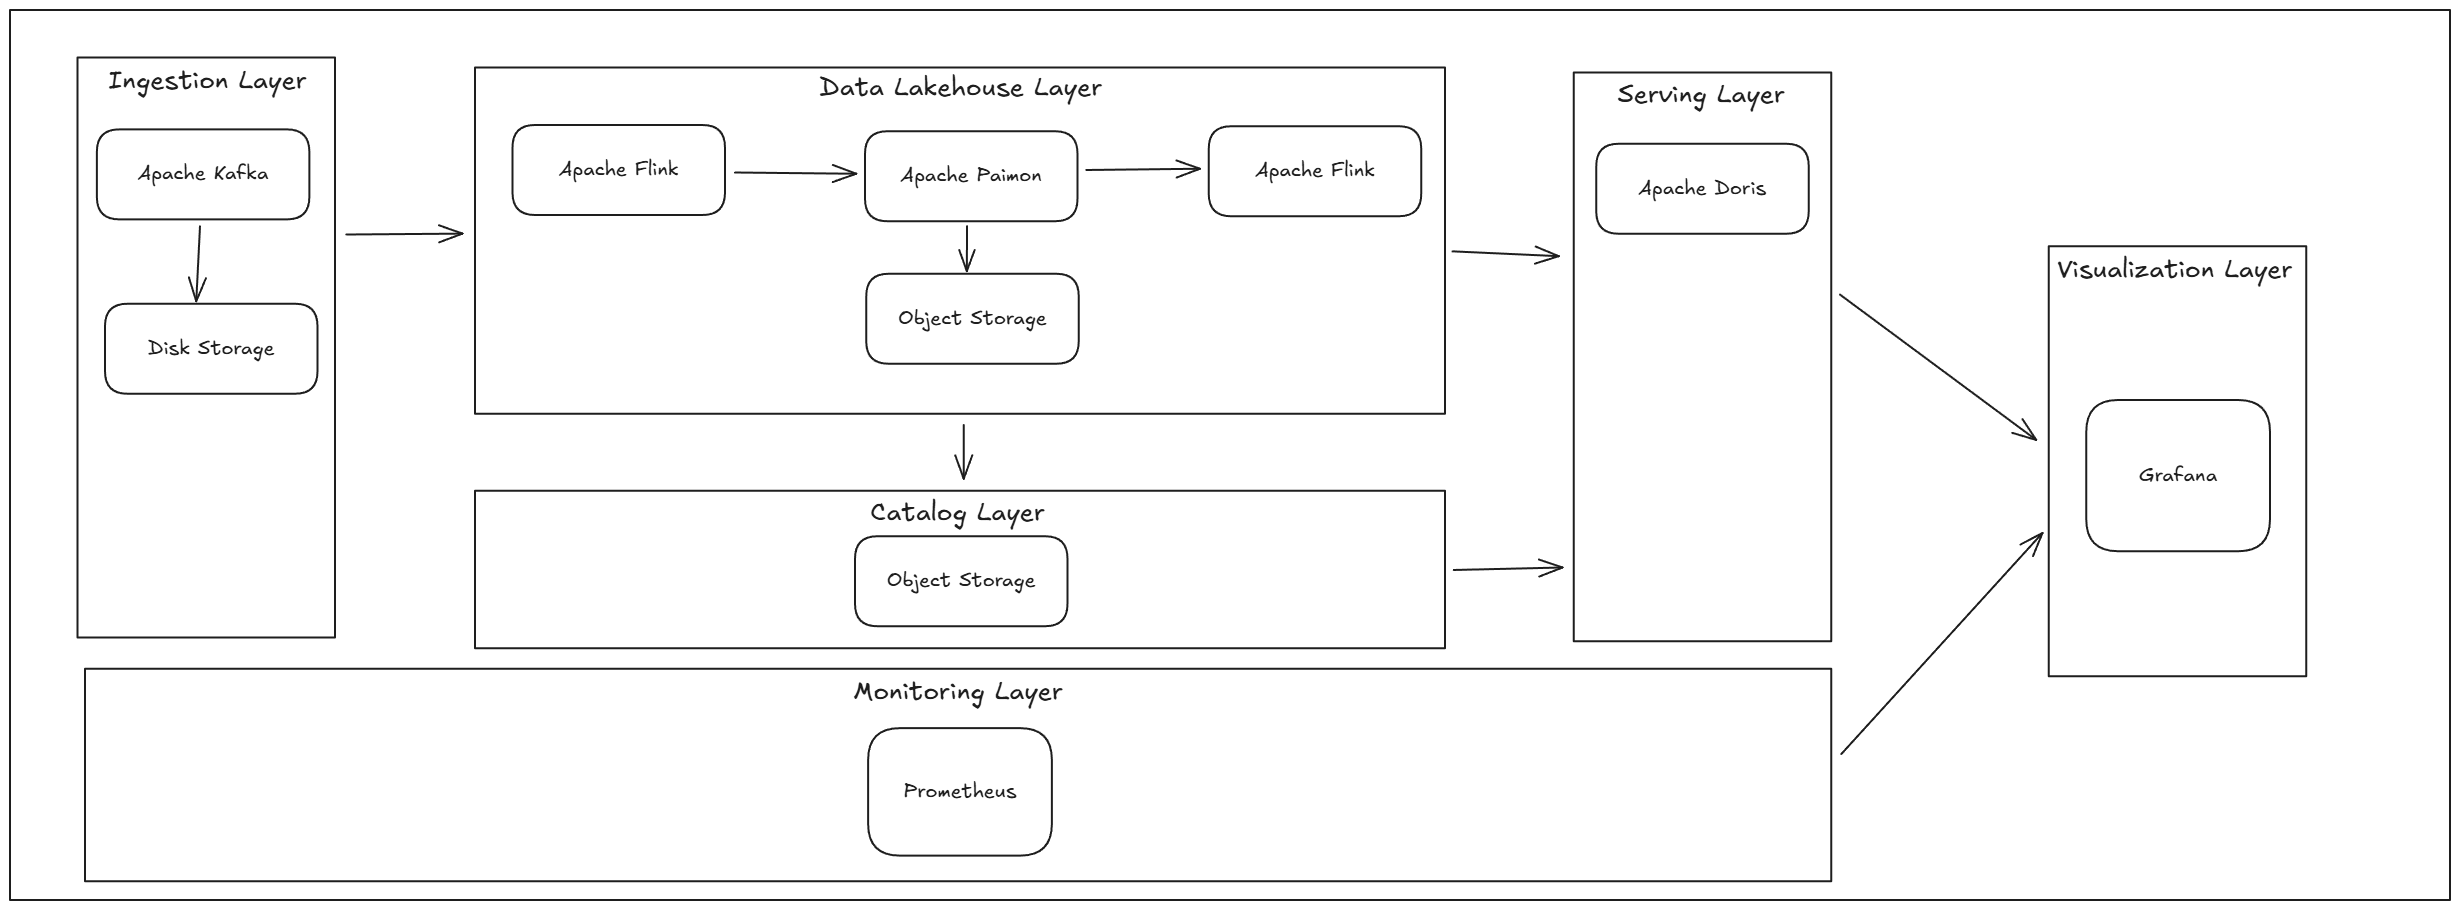 Ingestion Layer
Apache Kafka
Disk Storage
Data Lakehouse Layer
Apache Flink
Apache Paimon
Apache Flink
Object Storage
Catalog Layer
Object Storage
Serving Layer
Apache Doris
Visualization Layer
Grafana
Monitoring Layer
Prometheus